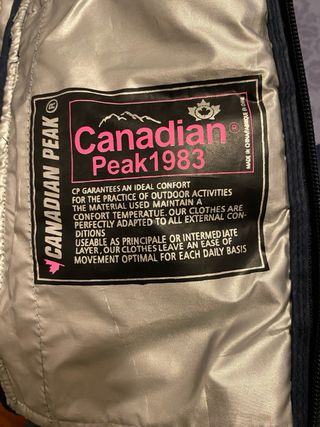 CANADIAN PEAK®
Canadian®
Peak1983
CP GARANTEES AN IDEAL CONFORT
FOR THE PRACTICE OF OUTDOOR ACTIVITIES
THE MATERIAL USED MAINTAIN A
CONFORT TEMPERATUE. OUR CLOTHES ARE
PERFECTLY ADAPTED TO ALL EXTERNAL CON-
DITIONS
USEABLE AS PRINCIPALE OR INTERMEDIATE
LAYER, OUR CLOTHES LEAVE AN EASE OF
MOVEMENT OPTIMAL FOR EACH DAILY BASIS
MADE IN CHINA/FABRIQUE